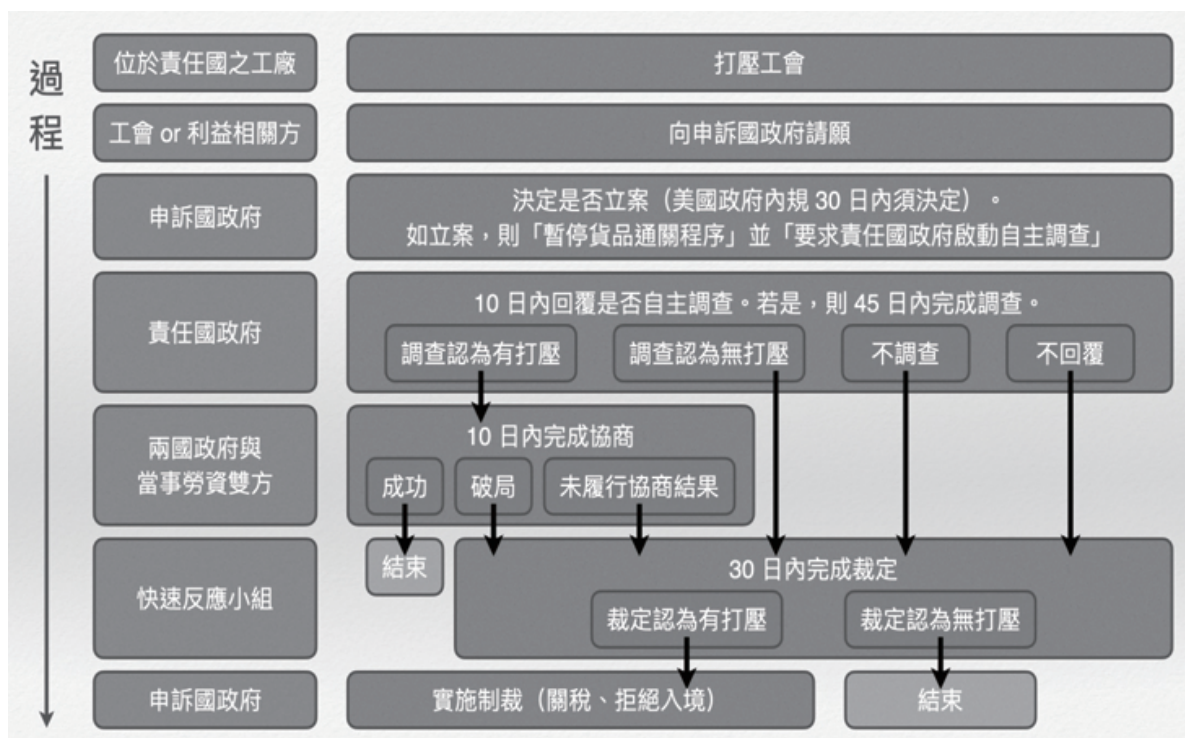 過程
位於責任國之工廠
打壓工會
工會 or 利益相關方
向申訴國政府請願
申訴國政府
決定是否立案（美國政府內規 30 日內須決定）。
如立案，則「暫停貨品通關程序」並「要求責任國政府啟動自主調查」
責任國政府
10 日內回覆是否自主調查。若是，則 45 日內完成調查。
調查認為有打壓
調查認為無打壓
不調查
不回覆
兩國政府與
當事勞資雙方
10 日內完成協商
成功
破局
未履行協商結果
快速反應小組
結束
30 日內完成裁定
裁定認為有打壓
裁定認為無打壓
申訴國政府
實施制裁（關稅、拒絕入境）
結束